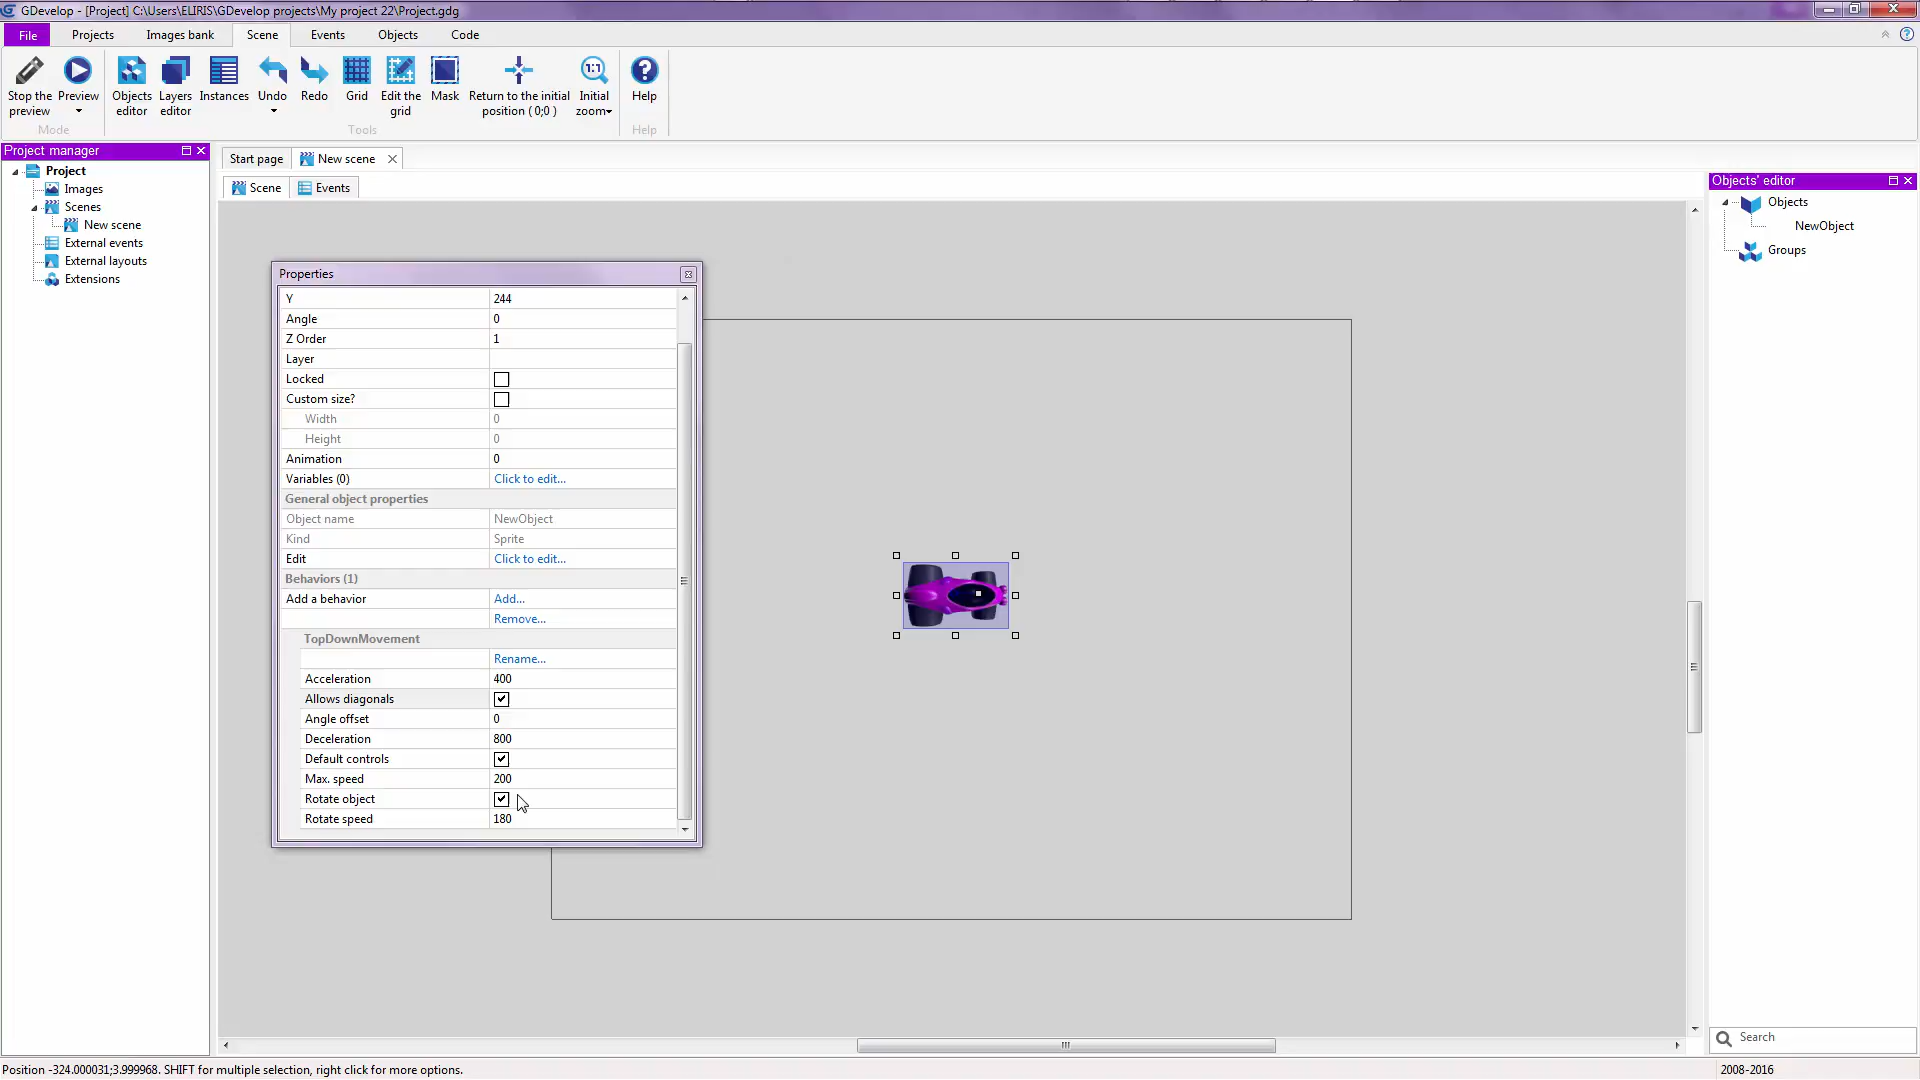 GDevelop - [Project] C:\Users\ELIRIS\GDevelop projects\My project 22\Project.gdg
File Projects Images bank Scene Events Objects Code
Stop the preview Preview Objects editor Layers editor Instances Undo Redo Grid Edit the grid Mask Return to the initial position ( 0;0 ) Initial zoom Help
Mode Tools Help
Project manager
Project
Images
Scenes
New scene
External events
External layouts
Extensions
Start page New scene
Scene Events
Properties
Y 244
Angle 0
Z Order 1
Layer
Locked
Custom size?
Width 0
Height 0
Animation 0
Variables (0) Click to edit...
General object properties
Object name NewObject
Kind Sprite
Edit Click to edit...
Behaviors (1)
Add a behavior Add...
Remove...
TopDownMovement
Rename...
Acceleration 400
Allows diagonals
Angle offset 0
Deceleration 800
Default controls
Max. speed 200
Rotate object
Rotate speed 180
Objects' editor
Objects
NewObject
Groups
Search
Position -324.000031;3.999968. SHIFT for multiple selection, right click for more options. 2008-2016